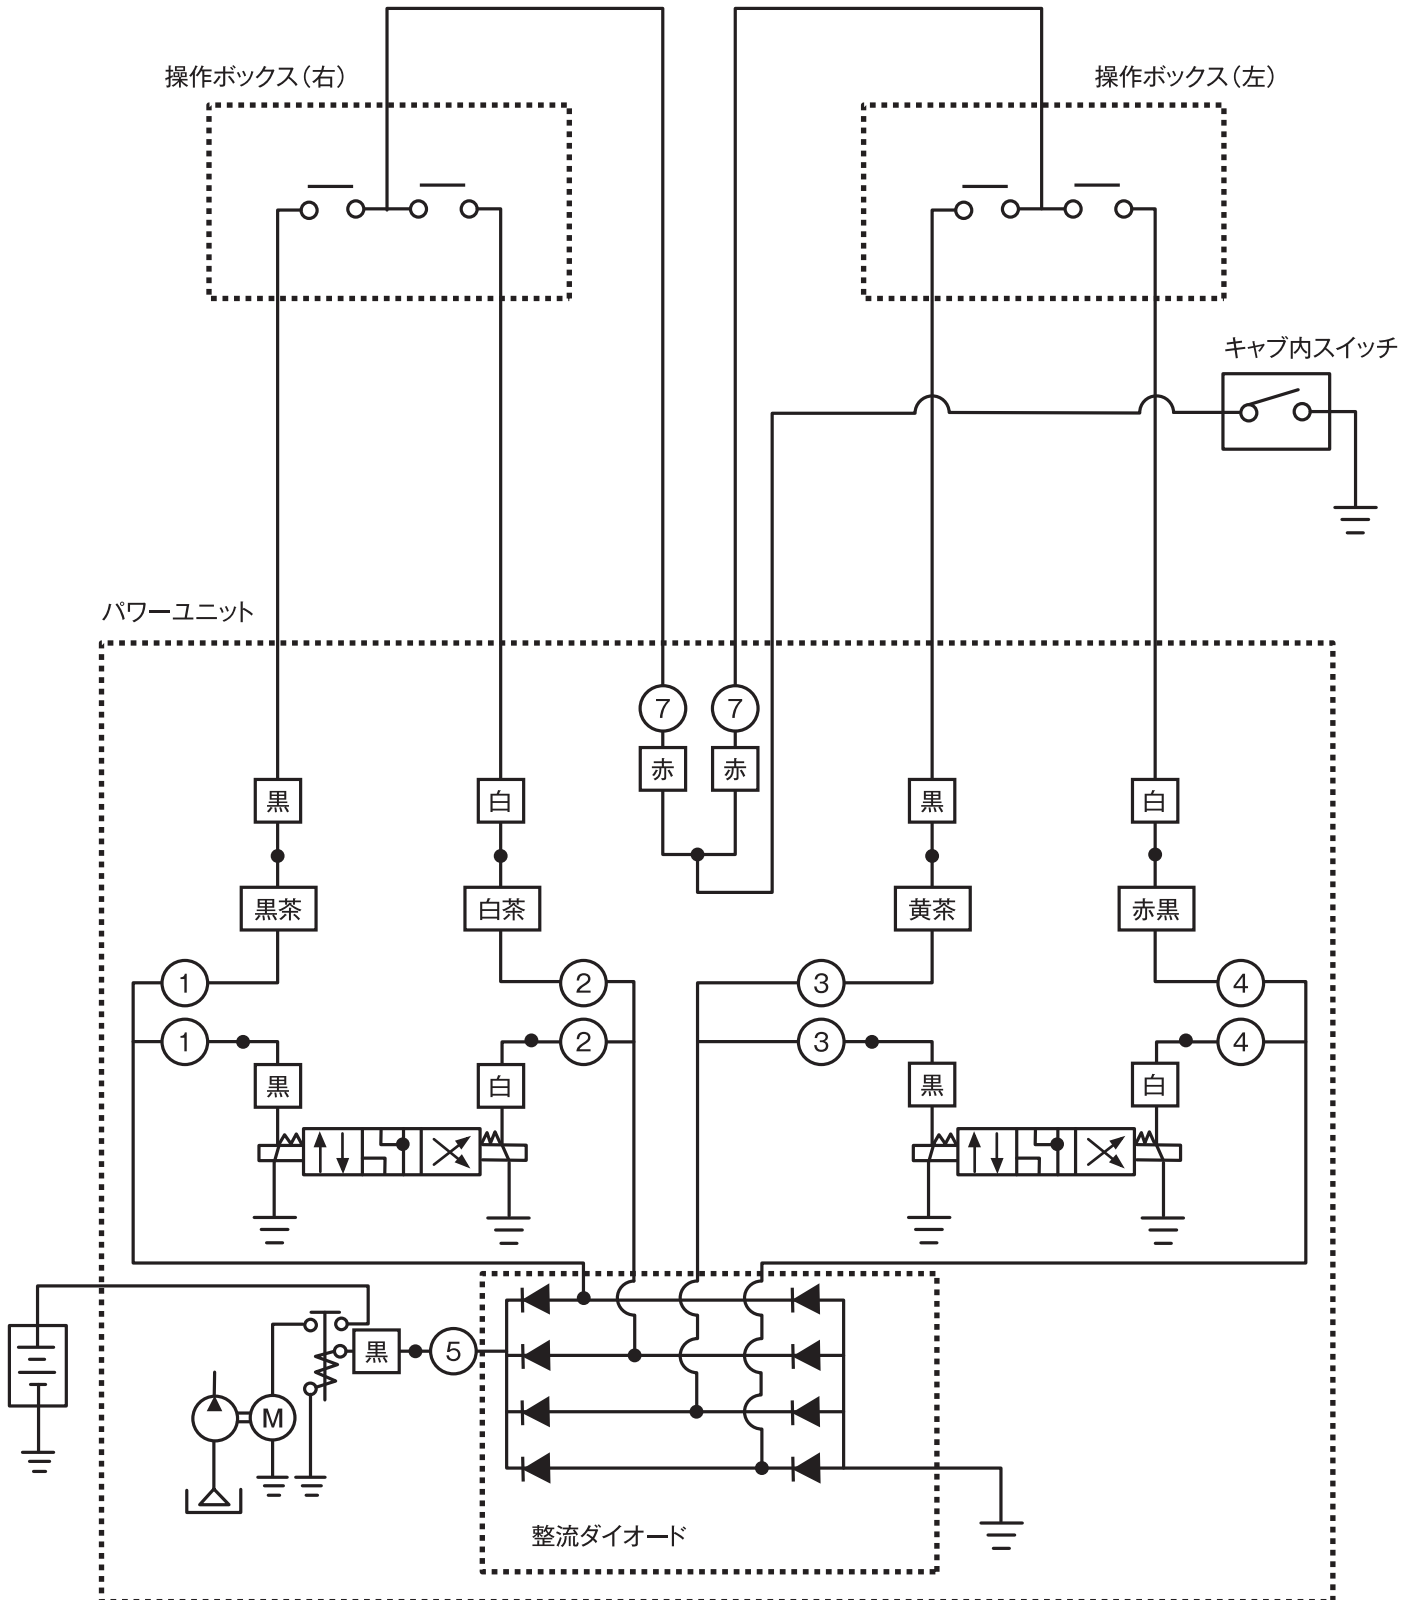 操作ボックス（右）
操作ボックス（左）
キャブ内スイッチ
パワーユニット
7
7
赤
赤
黒
白
黒
白
黒茶
白茶
黄茶
赤黒
1
2
3
4
1
2
3
4
黒
白
黒
白
黒
5
M
整流ダイオード